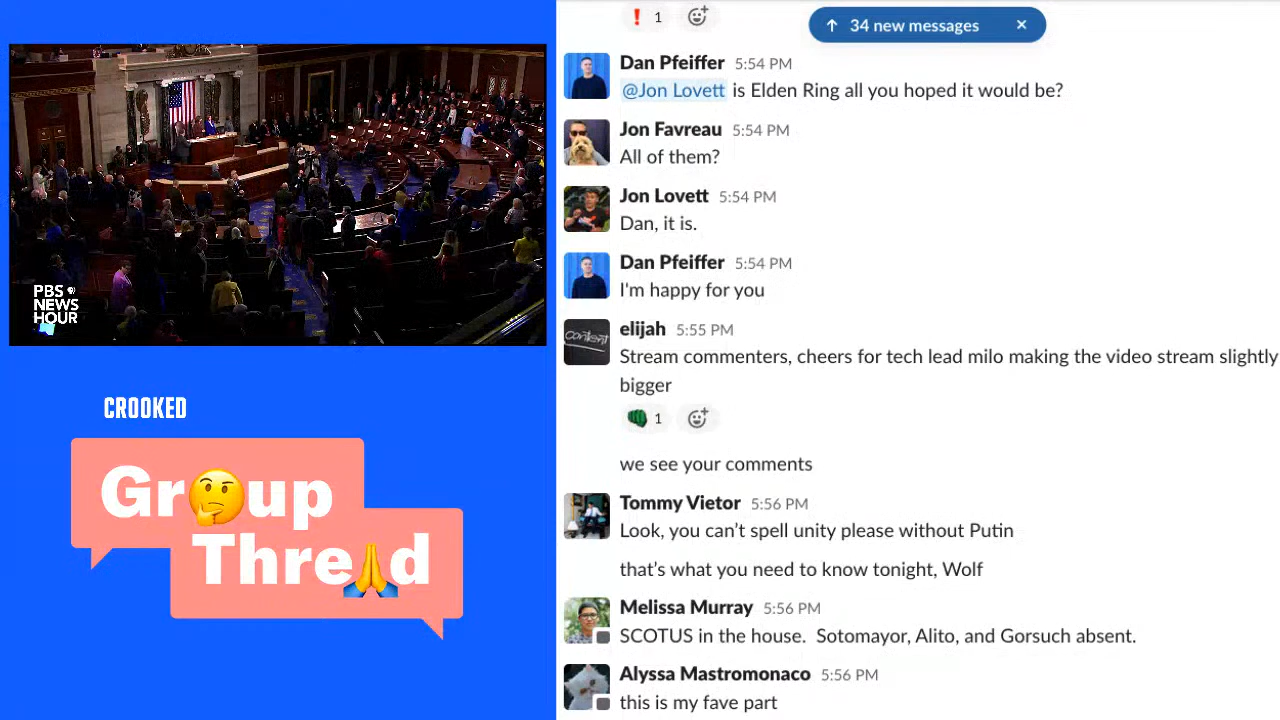 PBS
NEWS
HOUR
CROOKED
Gr🤔up
Thre🙏d
❗ 1
↑ 34 new messages ×
Dan Pfeiffer 5:54 PM
@Jon Lovett is Elden Ring all you hoped it would be?
Jon Favreau 5:54 PM
All of them?
Jon Lovett 5:54 PM
Dan, it is.
Dan Pfeiffer 5:54 PM
I'm happy for you
content
elijah 5:55 PM
Stream commenters, cheers for tech lead milo making the video stream slightly
bigger
1
we see your comments
Tommy Vietor 5:56 PM
Look, you can’t spell unity please without Putin
that’s what you need to know tonight, Wolf
Melissa Murray 5:56 PM
SCOTUS in the house.  Sotomayor, Alito, and Gorsuch absent.
Alyssa Mastromonaco 5:56 PM
this is my fave part